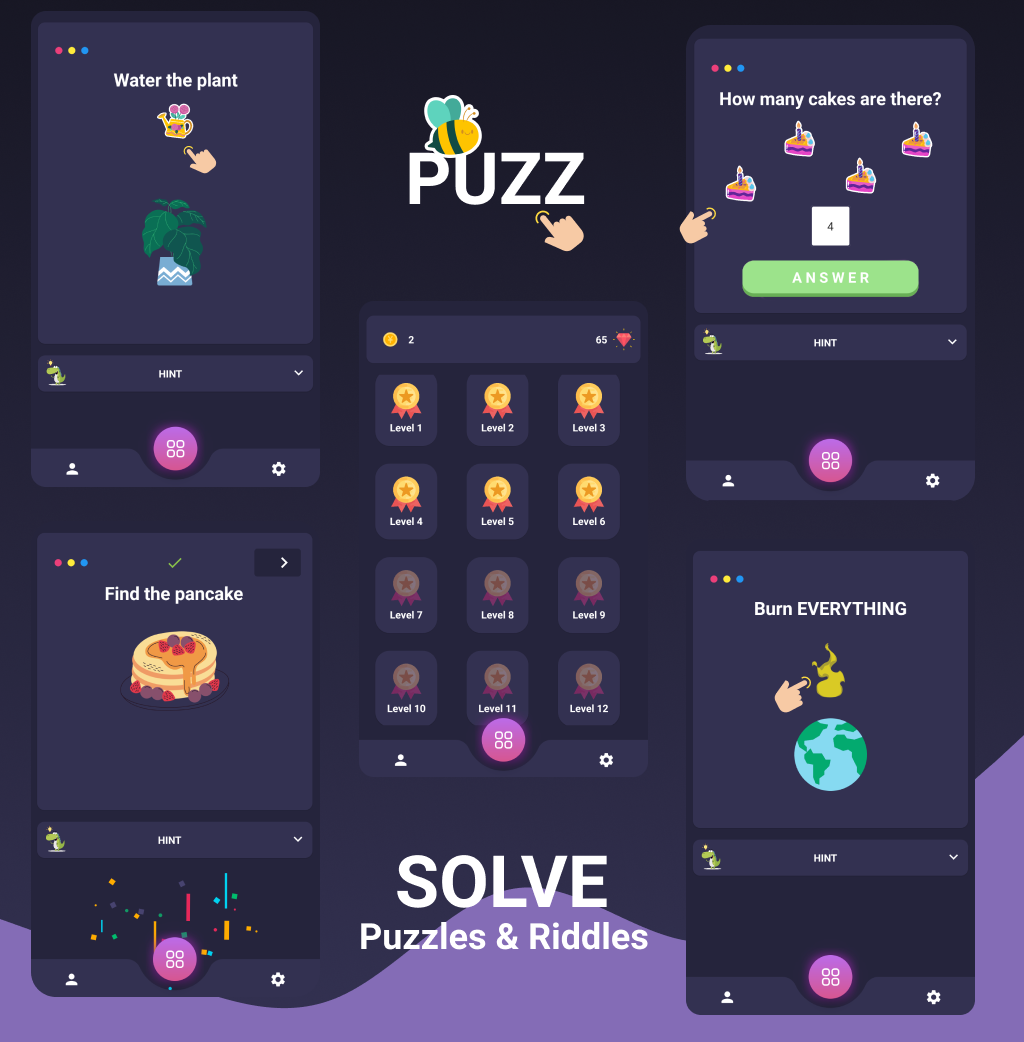 Water the plant
HINT
PUZZ
How many cakes are there?
4
ANSWER
HINT
2
65
Level 1
Level 2
Level 3
Level 4
Level 5
Level 6
Level 7
Level 8
Level 9
Level 10
Level 11
Level 12
Find the pancake
HINT
Burn EVERYTHING
HINT
SOLVE
Puzzles & Riddles